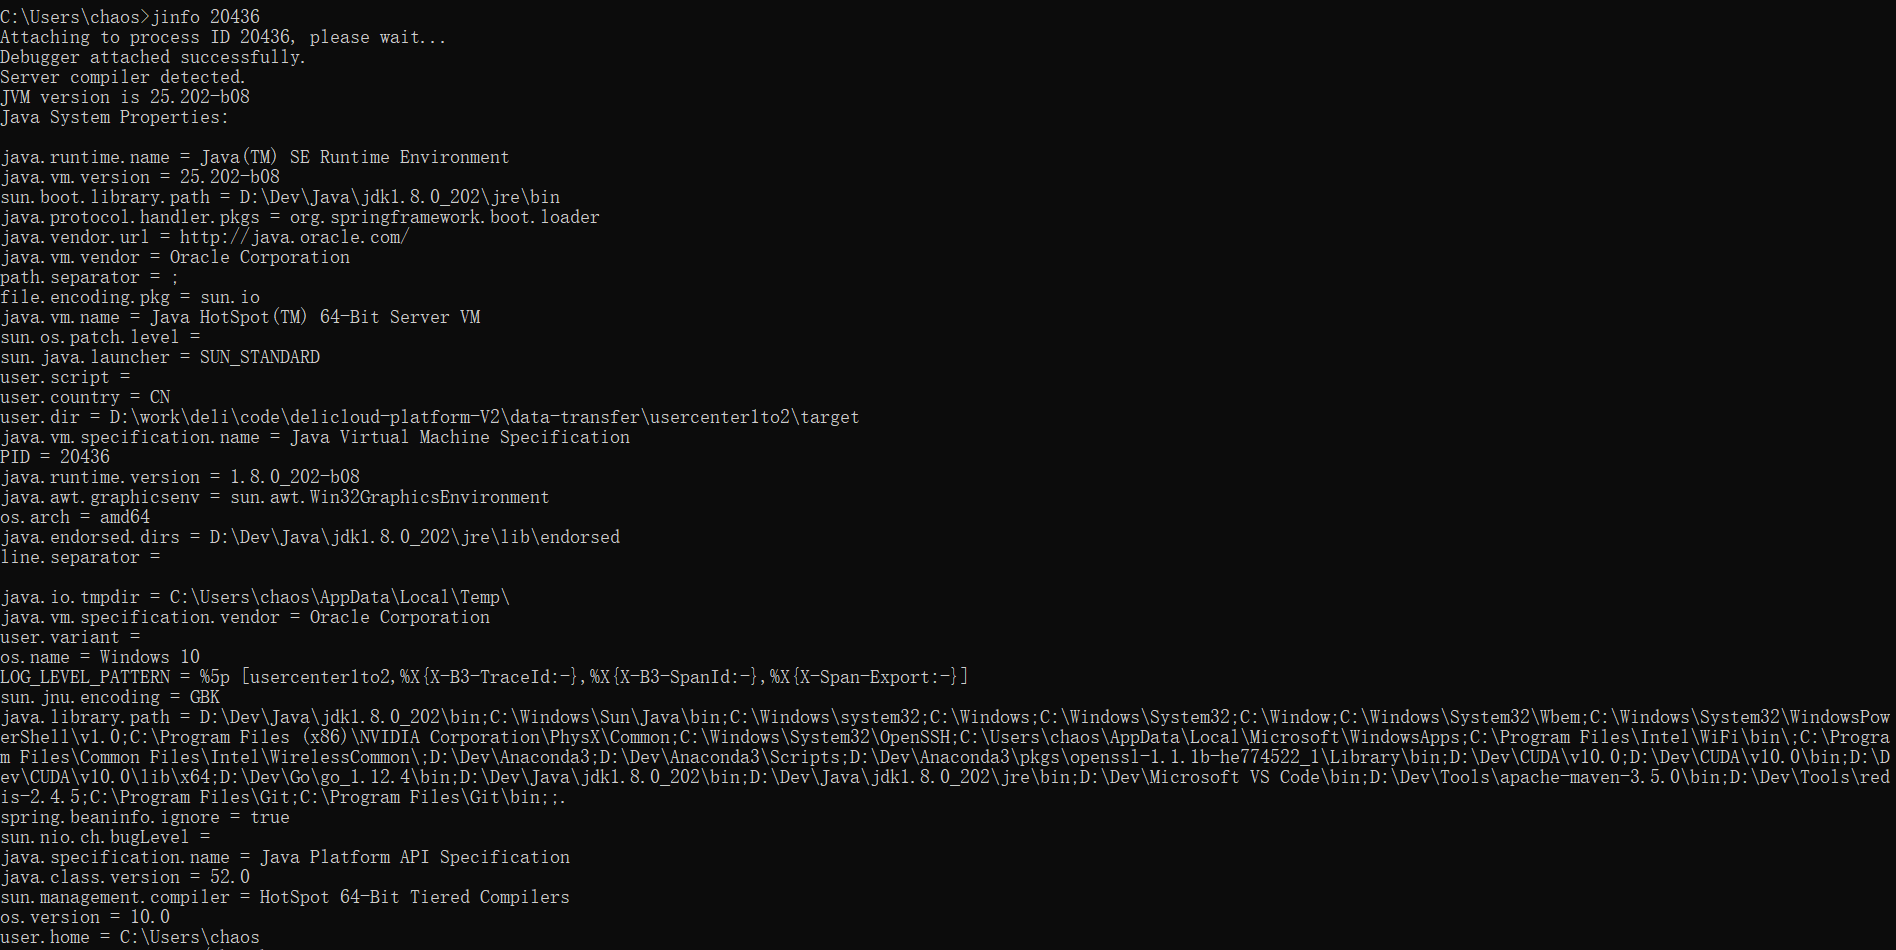 C:\Users\chaos>jinfo 20436
Attaching to process ID 20436, please wait...
Debugger attached successfully.
Server compiler detected.
JVM version is 25.202-b08
Java System Properties:

java.runtime.name = Java(TM) SE Runtime Environment
java.vm.version = 25.202-b08
sun.boot.library.path = D:\Dev\Java\jdk1.8.0_202\jre\bin
java.protocol.handler.pkgs = org.springframework.boot.loader
java.vendor.url = http://java.oracle.com/
java.vm.vendor = Oracle Corporation
path.separator = ;
file.encoding.pkg = sun.io
java.vm.name = Java HotSpot(TM) 64-Bit Server VM
sun.os.patch.level =
sun.java.launcher = SUN_STANDARD
user.script =
user.country = CN
user.dir = D:\work\deli\code\delicloud-platform-V2\data-transfer\usercenter1to2\target
java.vm.specification.name = Java Virtual Machine Specification
PID = 20436
java.runtime.version = 1.8.0_202-b08
java.awt.graphicsenv = sun.awt.Win32GraphicsEnvironment
os.arch = amd64
java.endorsed.dirs = D:\Dev\Java\jdk1.8.0_202\jre\lib\endorsed
line.separator =

java.io.tmpdir = C:\Users\chaos\AppData\Local\Temp\
java.vm.specification.vendor = Oracle Corporation
user.variant =
os.name = Windows 10
LOG_LEVEL_PATTERN = %5p [usercenter1to2,%X{X-B3-TraceId:-},%X{X-B3-SpanId:-},%X{X-Span-Export:-}]
sun.jnu.encoding = GBK
java.library.path = D:\Dev\Java\jdk1.8.0_202\bin;C:\Windows\Sun\Java\bin;C:\Windows\system32;C:\Windows;C:\Windows\System32;C:\Window;C:\Windows\System32\Wbem;C:\Windows\System32\WindowsPow
erShell\v1.0;C:\Program Files (x86)\NVIDIA Corporation\PhysX\Common;C:\Windows\System32\OpenSSH;C:\Users\chaos\AppData\Local\Microsoft\WindowsApps;C:\Program Files\Intel\WiFi\bin\;C:\Progra
m Files\Common Files\Intel\WirelessCommon\;D:\Dev\Anaconda3;D:\Dev\Anaconda3\Scripts;D:\Dev\Anaconda3\pkgs\openssl-1.1.1b-he774522_1\Library\bin;D:\Dev\CUDA\v10.0;D:\Dev\CUDA\v10.0\bin;D:\D
ev\CUDA\v10.0\lib\x64;D:\Dev\Go\go_1.12.4\bin;D:\Dev\Java\jdk1.8.0_202\bin;D:\Dev\Java\jdk1.8.0_202\jre\bin;D:\Dev\Microsoft VS Code\bin;D:\Dev\Tools\apache-maven-3.5.0\bin;D:\Dev\Tools\red
is-2.4.5;C:\Program Files\Git;C:\Program Files\Git\bin;;.
spring.beaninfo.ignore = true
sun.nio.ch.bugLevel =
java.specification.name = Java Platform API Specification
java.class.version = 52.0
sun.management.compiler = HotSpot 64-Bit Tiered Compilers
os.version = 10.0
user.home = C:\Users\chaos